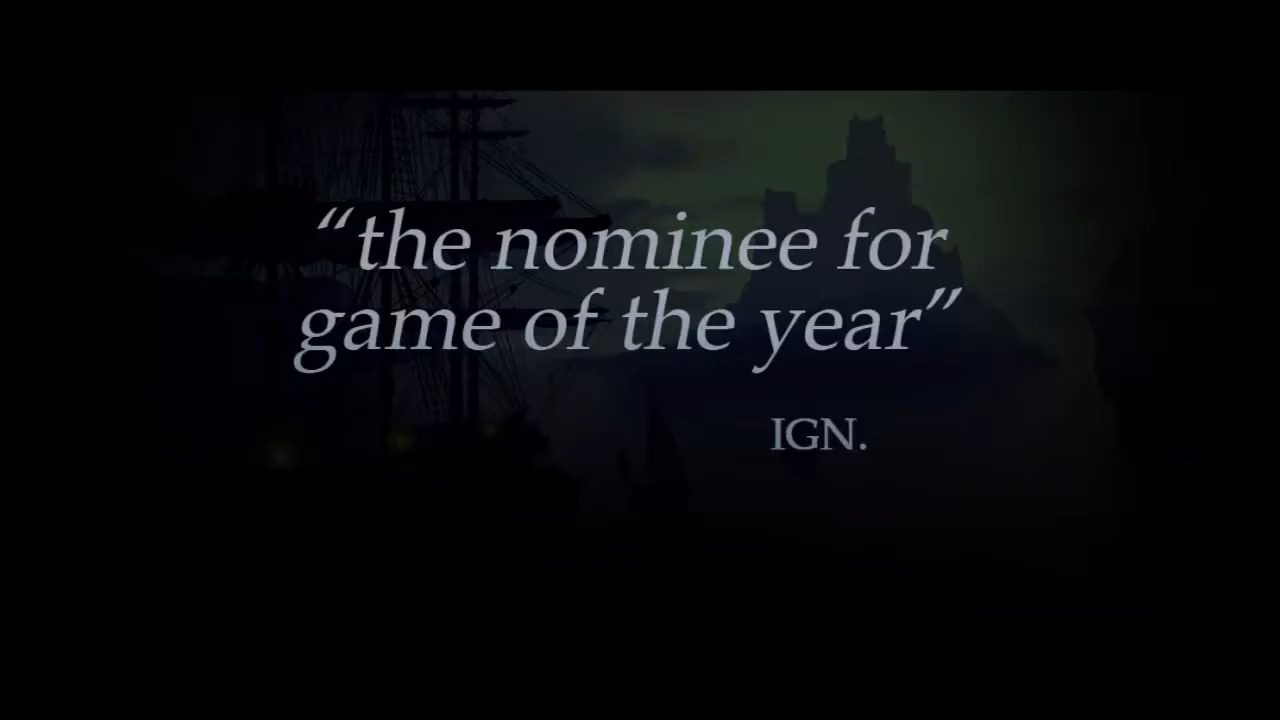 “the nominee for
game of the year”
IGN.